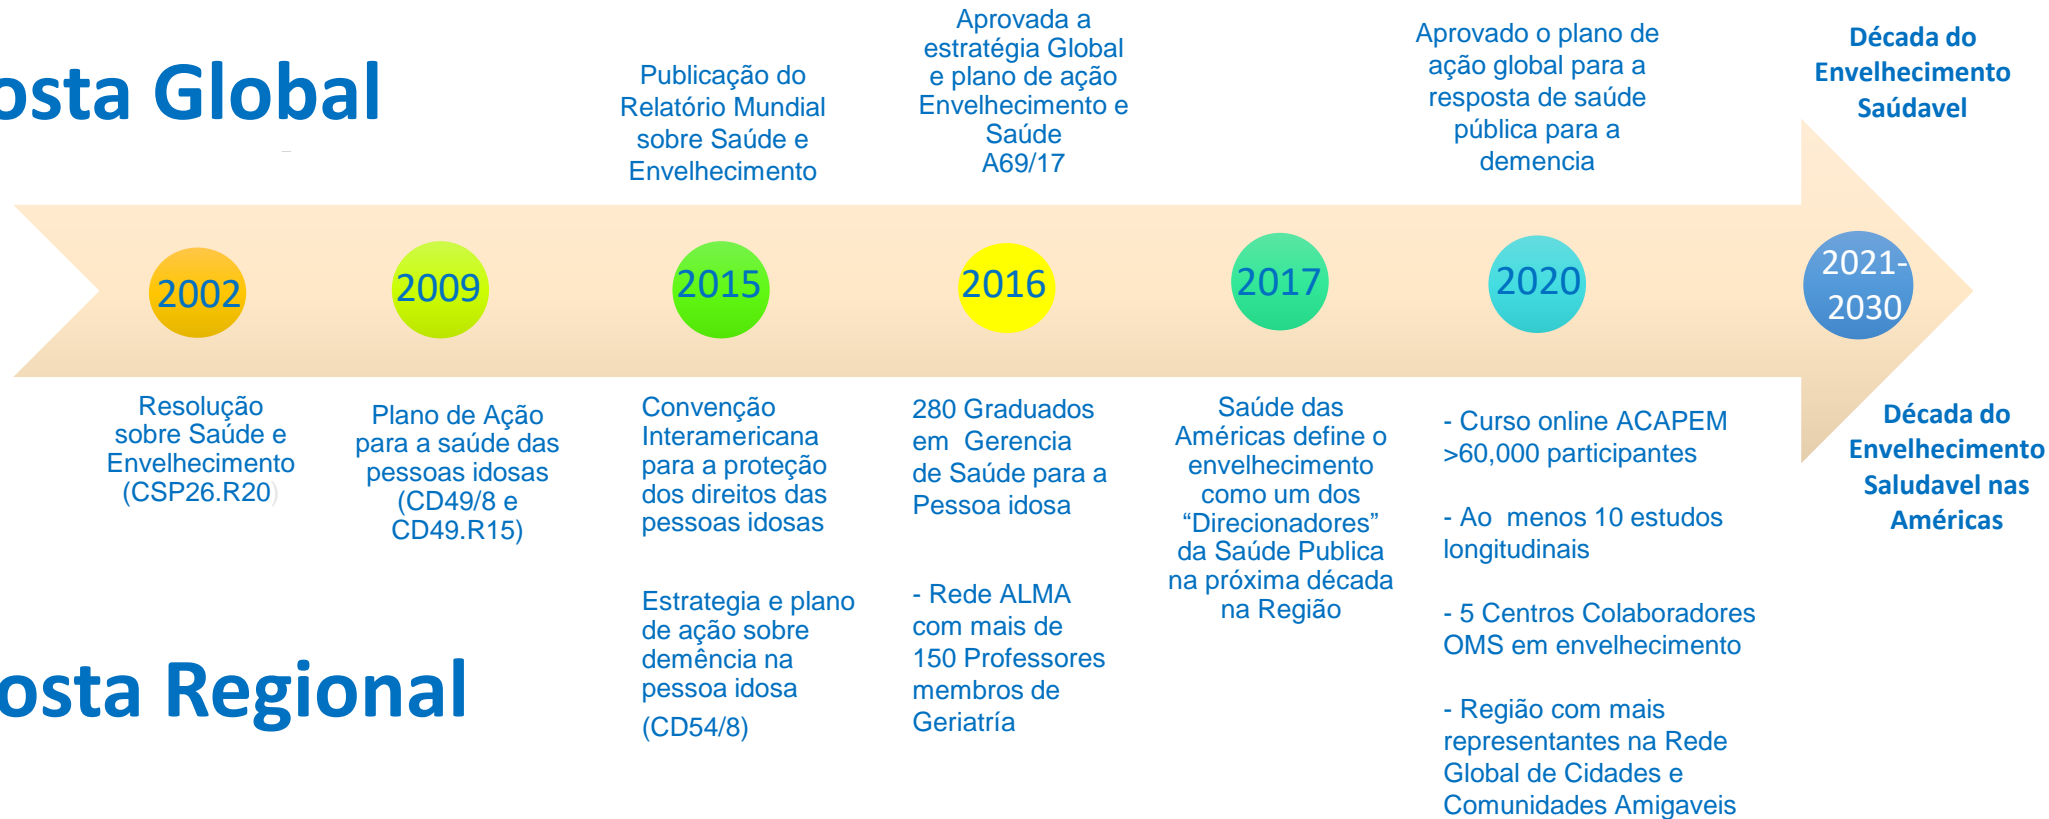 osta Global
Publicação do
Relatório Mundial
sobre Saúde e
Envelhecimento
Aprovada a
estratégia Global
e plano de ação
Envelhecimento e
Saúde
A69/17
Aprovado o plano de
ação global para a
resposta de saúde
pública para a
demencia
Década do
Envelhecimento
Saúdavel
2002
2009
2015
2016
2017
2020
2021-
2030
Resolução
sobre Saúde e
Envelhecimento
(CSP26.R20)
Plano de Ação
para a saúde das
pessoas idosas
(CD49/8 e
CD49.R15)
Convenção
Interamericana
para a proteção
dos direitos das
pessoas idosas
Estrategia e plano
de ação sobre
demência na
pessoa idosa
(CD54/8)
280 Graduados
em Gerencia
de Saúde para a
Pessoa idosa
- Rede ALMA
com mais de
150 Professores
membros de
Geriatría
Saúde das
Américas define o
envelhecimento
como um dos
“Direcionadores”
da Saúde Publica
na próxima década
na Região
- Curso online ACAPEM
>60,000 participantes
- Ao menos 10 estudos
longitudinais
- 5 Centros Colaboradores
OMS em envelhecimento
- Região com mais
representantes na Rede
Global de Cidades e
Comunidades Amigaveis
Década do
Envelhecimento
Saludavel nas
Américas
osta Regional